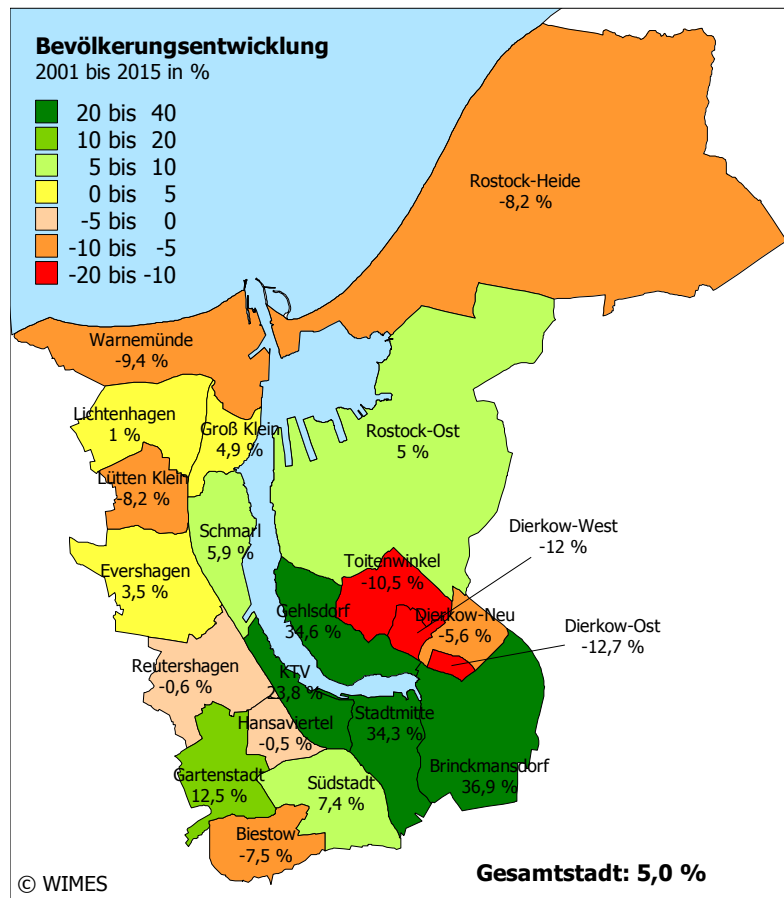 Bevölkerungsentwicklung
2001 bis 2015 in %
20 bis 40
10 bis 20
5 bis 10
0 bis 5
-5 bis 0
-10 bis -5
-20 bis -10
Rostock-Heide
-8,2 %
Warnemünde
-9,4 %
Lichtenhagen
1 %
Groß Klein
4,9 %
Rostock-Ost
5 %
Lütten Klein
-8,2 %
Schmarl
5,9 %
Dierkow-West
-12 %
Evershagen
3,5 %
Toitenwinkel
-10,5 %
Gehlsdorf
34,6 %
Dierkow-Neu
-5,6 %
Dierkow-Ost
-12,7 %
Reutershagen
-0,6 %
KTV
23,8 %
Hansaviertel
-0,5 %
Stadtmitte
34,3 %
Gartenstadt
12,5 %
Südstadt
7,4 %
Brinckmansdorf
36,9 %
Biestow
-7,5 %
Gesamtstadt: 5,0 %
© WIMES